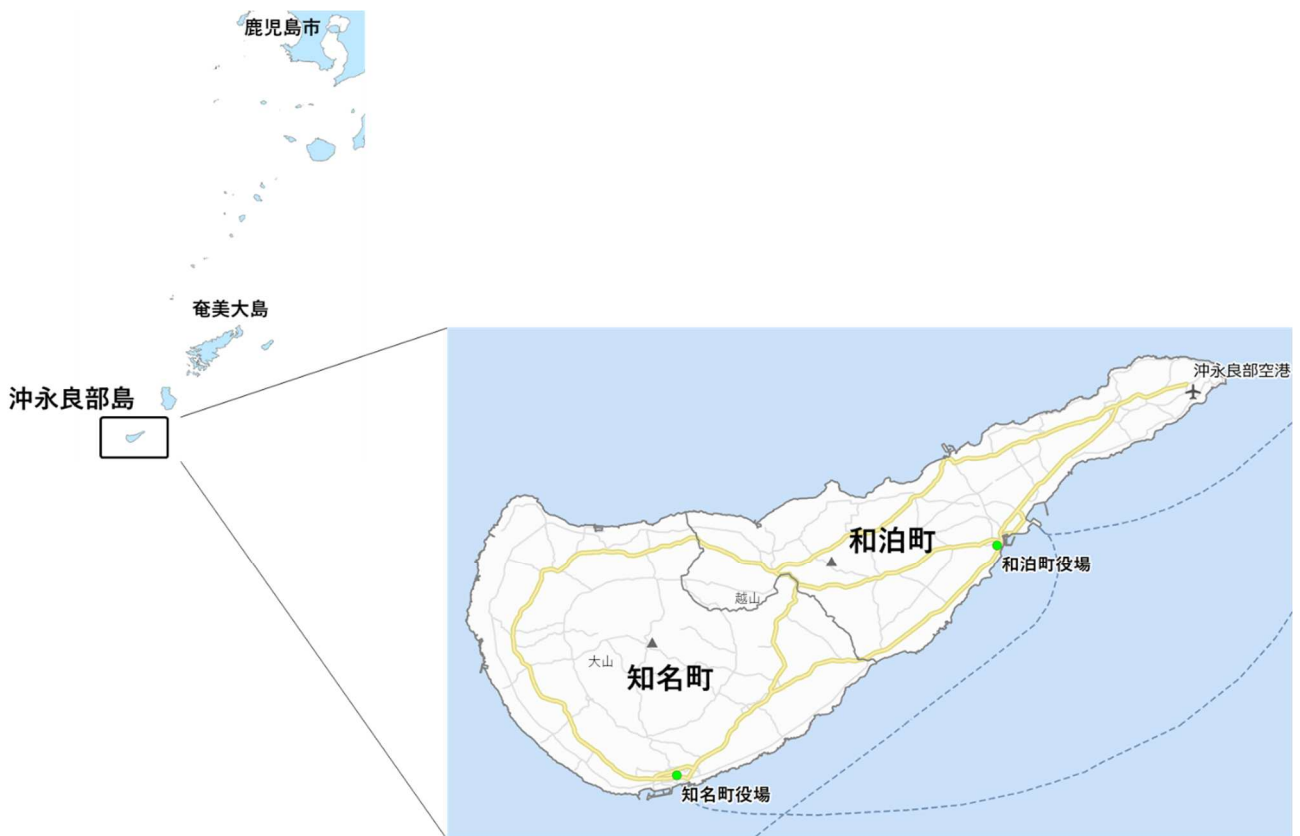 鹿児島市
奄美大島
沖永良部島
沖永良部空港
和泊町
和泊町役場
越山
大山
知名町
知名町役場